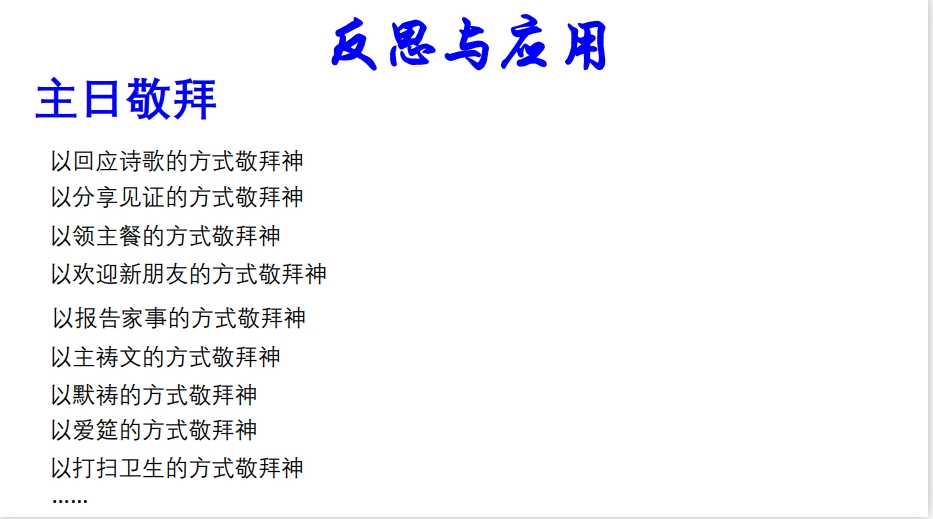 反思与应用
主日敬拜
以回应诗歌的方式敬拜神
以分享见证的方式敬拜神
以领主餐的方式敬拜神
以欢迎新朋友的方式敬拜神
以报告家事的方式敬拜神
以主祷文的方式敬拜神
以默祷的方式敬拜神
以爱筵的方式敬拜神
以打扫卫生的方式敬拜神
……